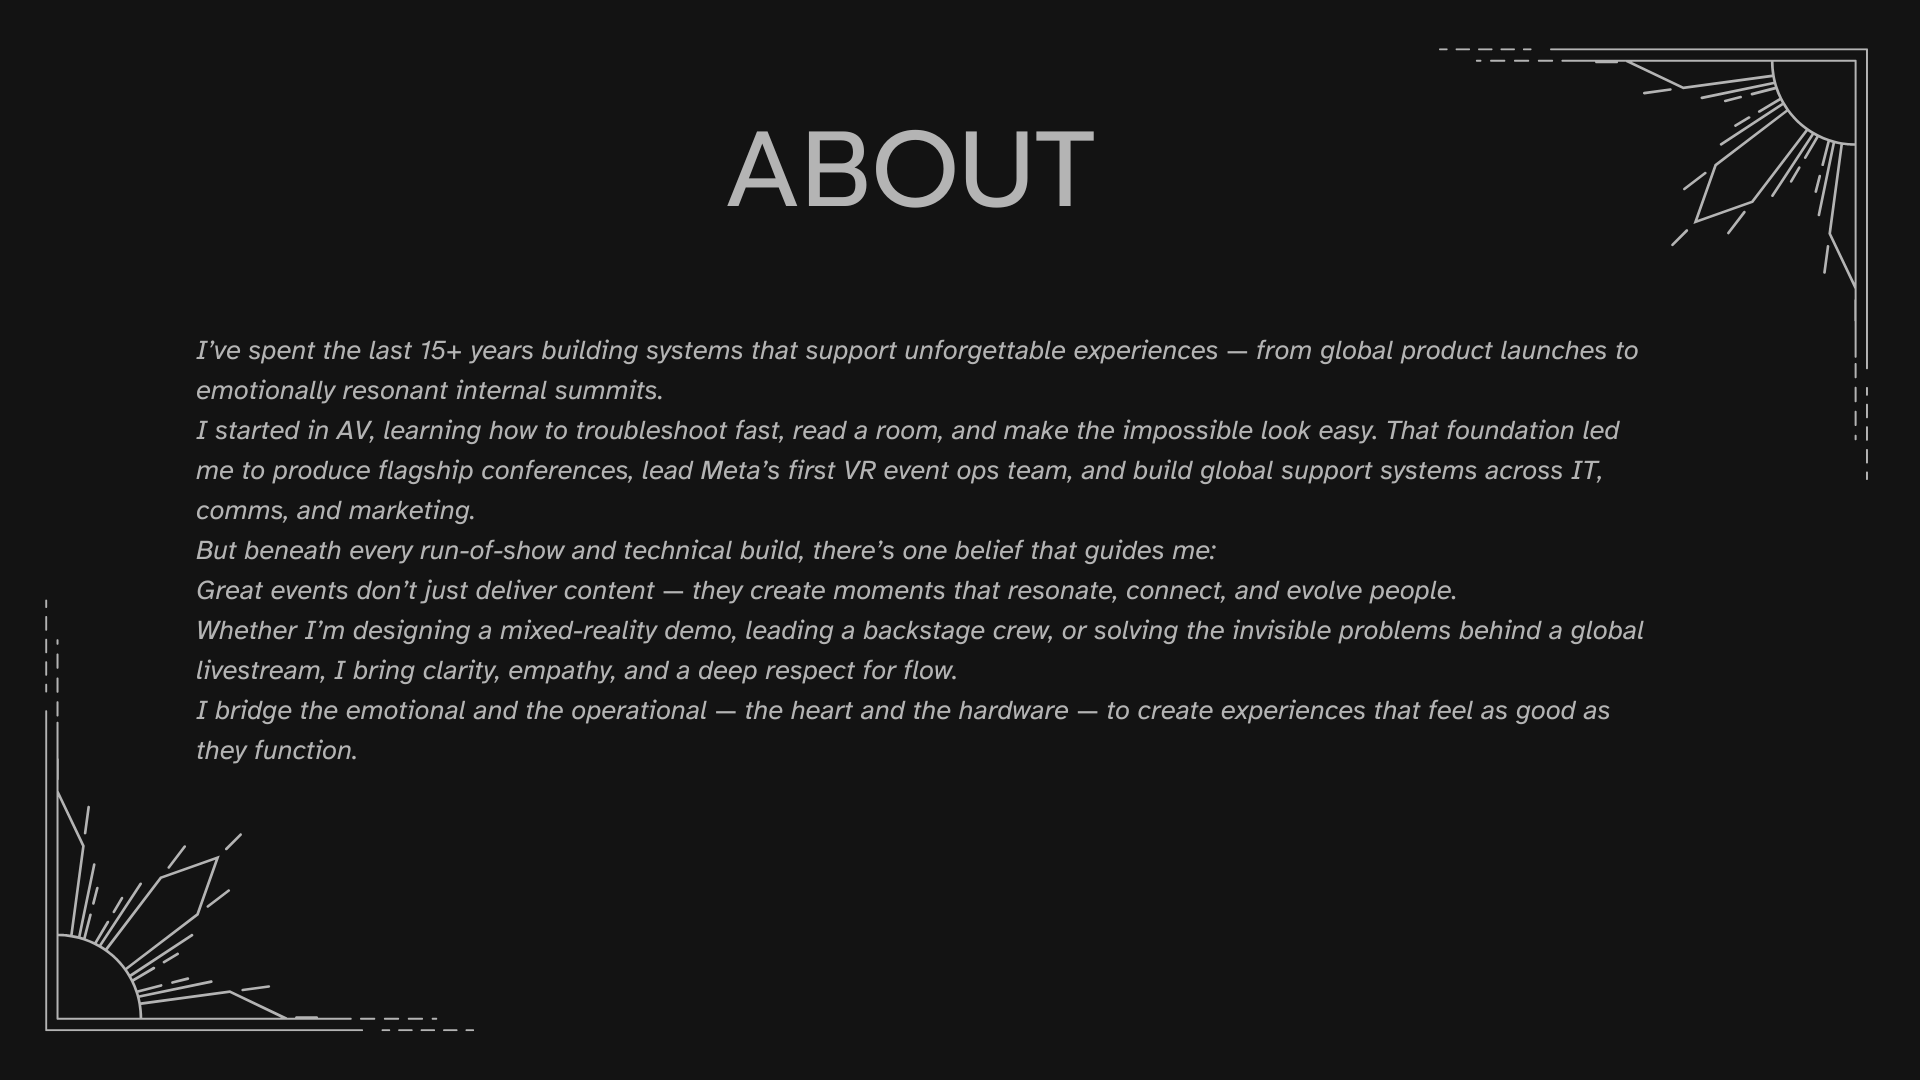 ABOUT
I’ve spent the last 15+ years building systems that support unforgettable experiences — from global product launches to
emotionally resonant internal summits.
I started in AV, learning how to troubleshoot fast, read a room, and make the impossible look easy. That foundation led
me to produce flagship conferences, lead Meta’s first VR event ops team, and build global support systems across IT,
comms, and marketing.
But beneath every run-of-show and technical build, there’s one belief that guides me:
Great events don’t just deliver content — they create moments that resonate, connect, and evolve people.
Whether I’m designing a mixed-reality demo, leading a backstage crew, or solving the invisible problems behind a global
livestream, I bring clarity, empathy, and a deep respect for flow.
I bridge the emotional and the operational — the heart and the hardware — to create experiences that feel as good as
they function.